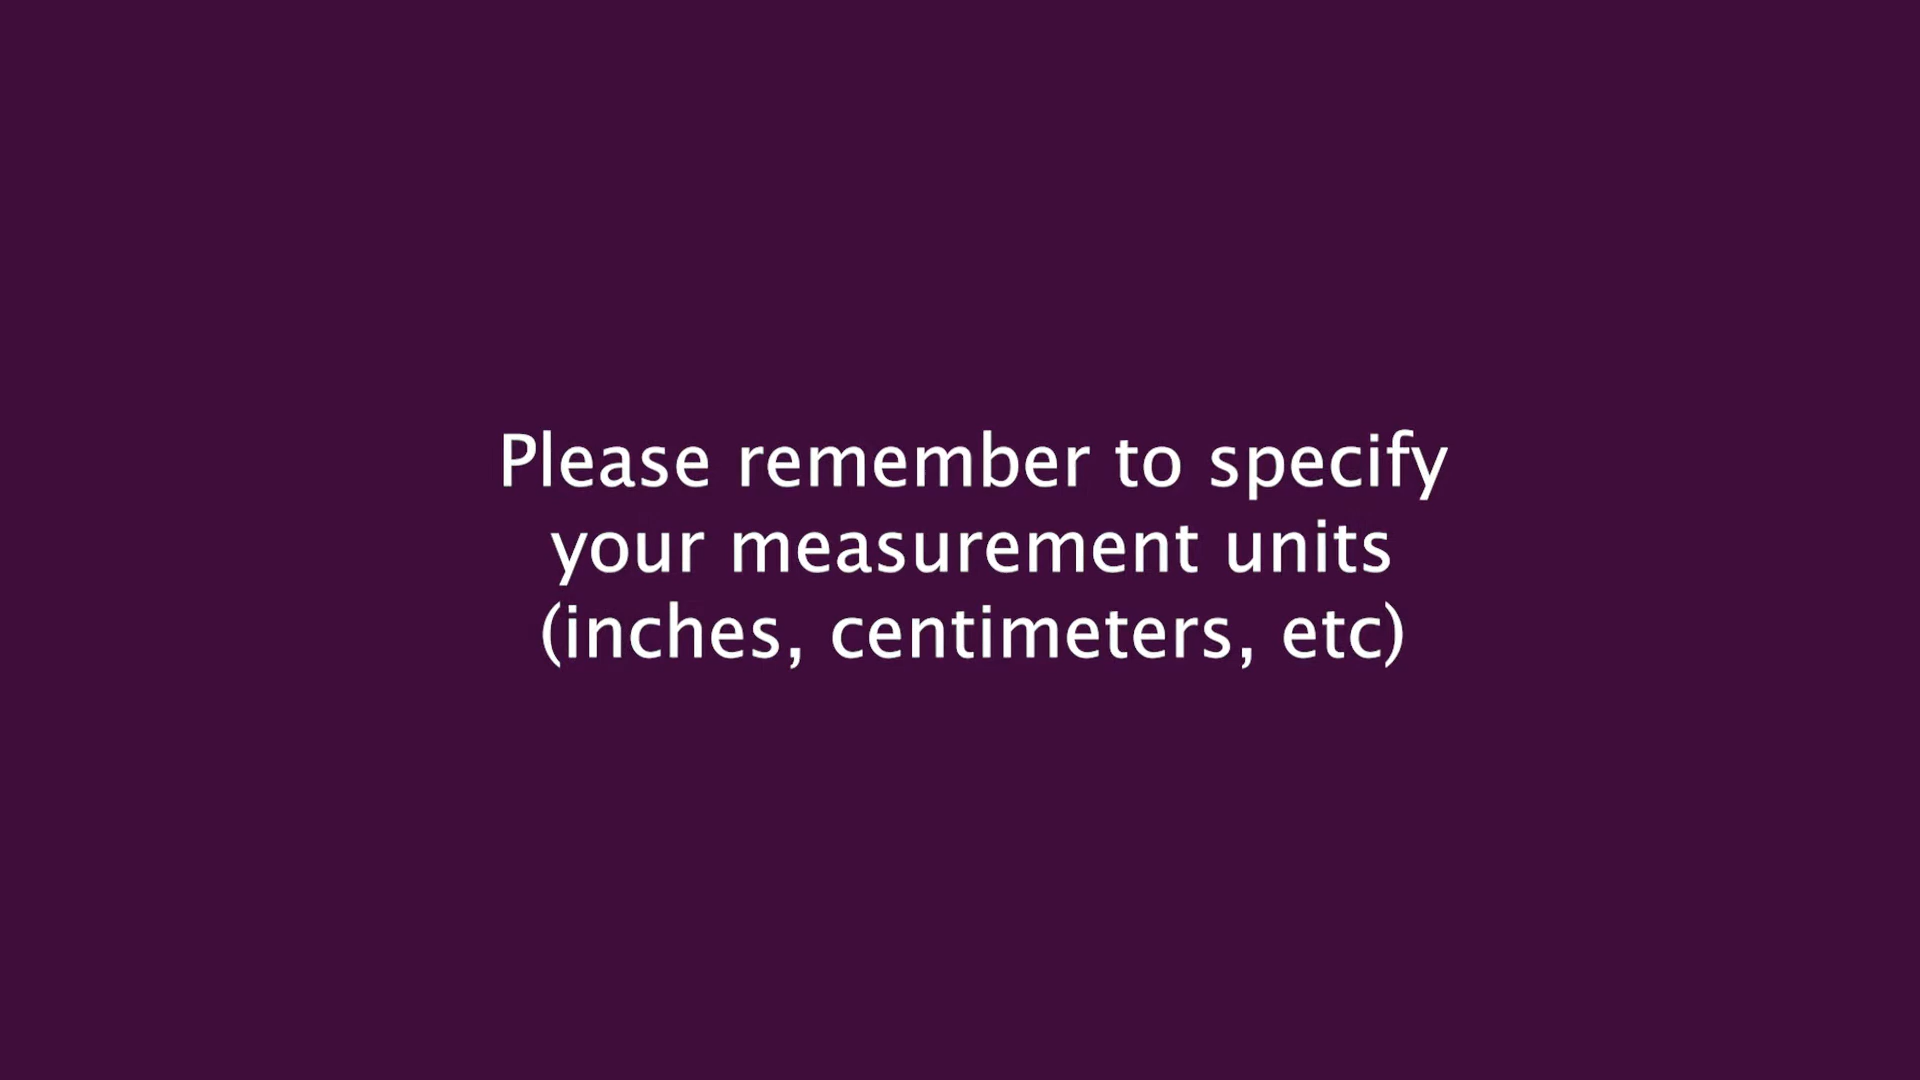 Please remember to specify
your measurement units
(inches, centimeters, etc)